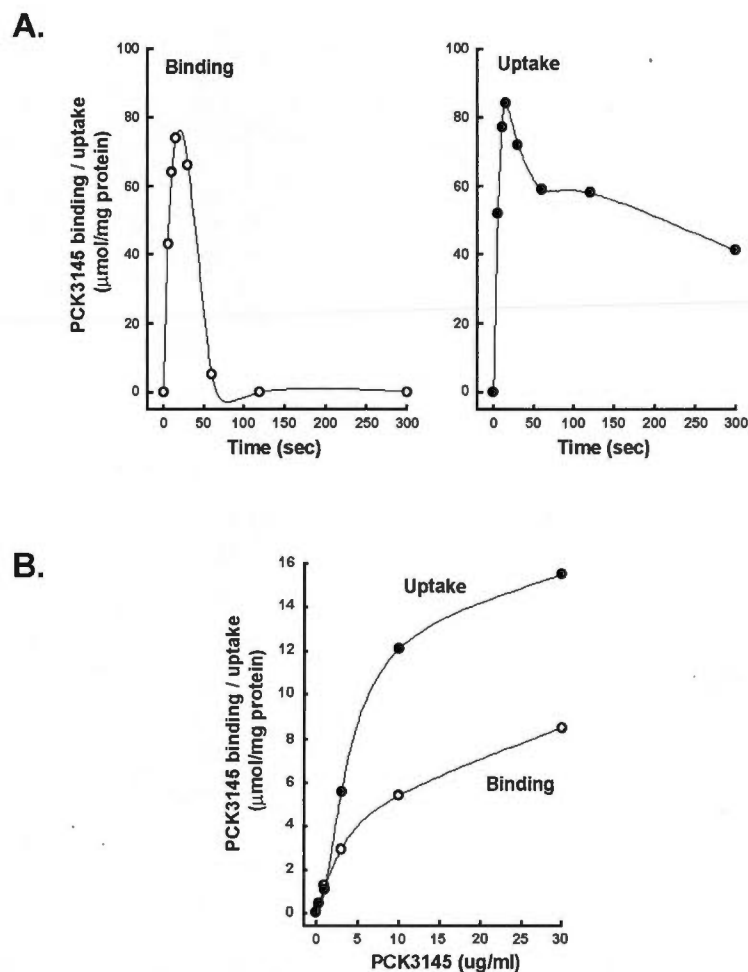 A.
Binding
Uptake
PCK3145 binding / uptake
(µmol/mg protein)
100
80
60
40
20
0
0 50 100 150 200 250 300
Time (sec)
100
80
60
40
20
0
0 50 100 150 200 250 300
Time (sec)
B.
Uptake
Binding
PCK3145 binding / uptake
(µmol/mg protein)
16
14
12
10
8
6
4
2
0
0 5 10 15 20 25 30
PCK3145 (ug/ml)